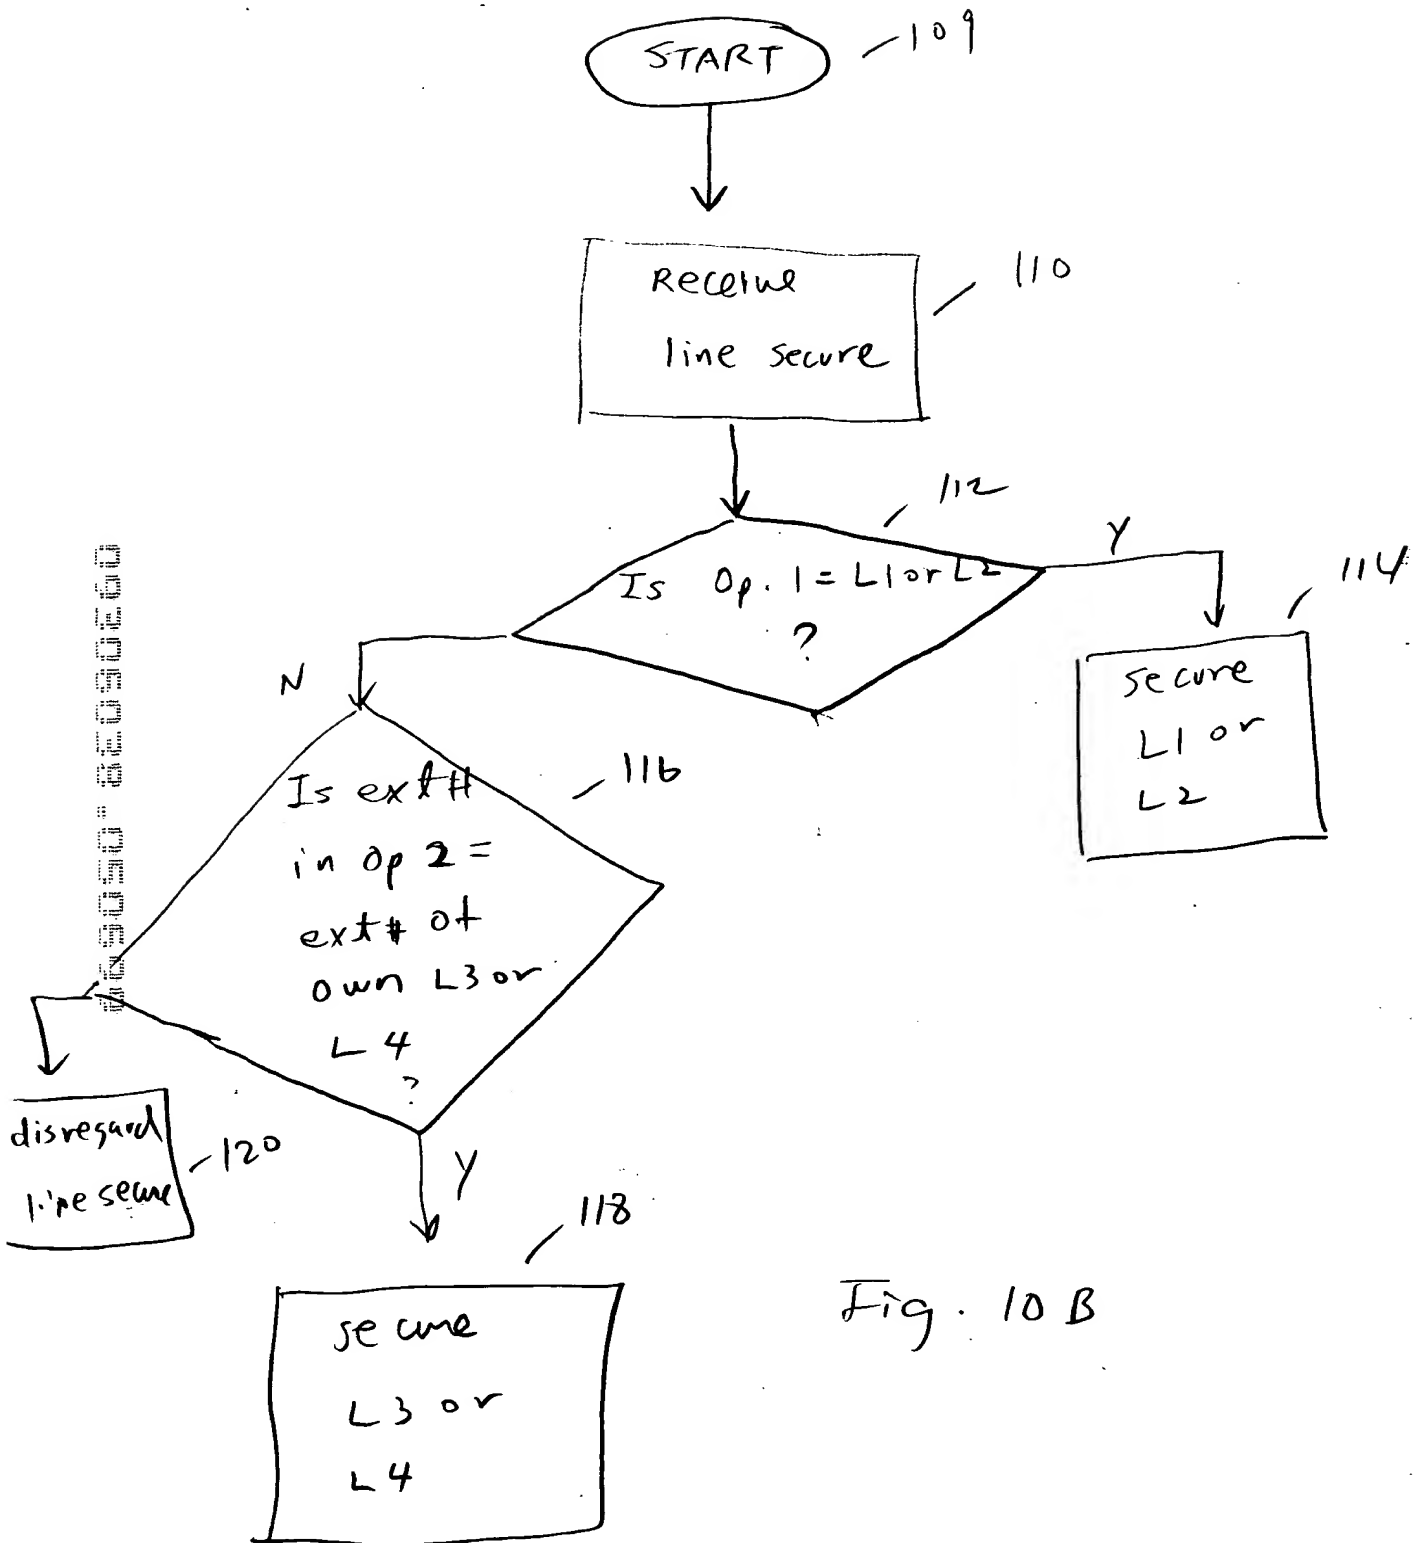 START
109
Receive
line secure
110
112
Is Op. 1 = L1 or L2
?
Y
114
secure
L1 or
L2
N
116
Is ext#
in Op 2 =
ext# of
own L3 or
L4
?
disregard
line secure
120
Y
118
secure
L3 or
L4
Fig. 10 B